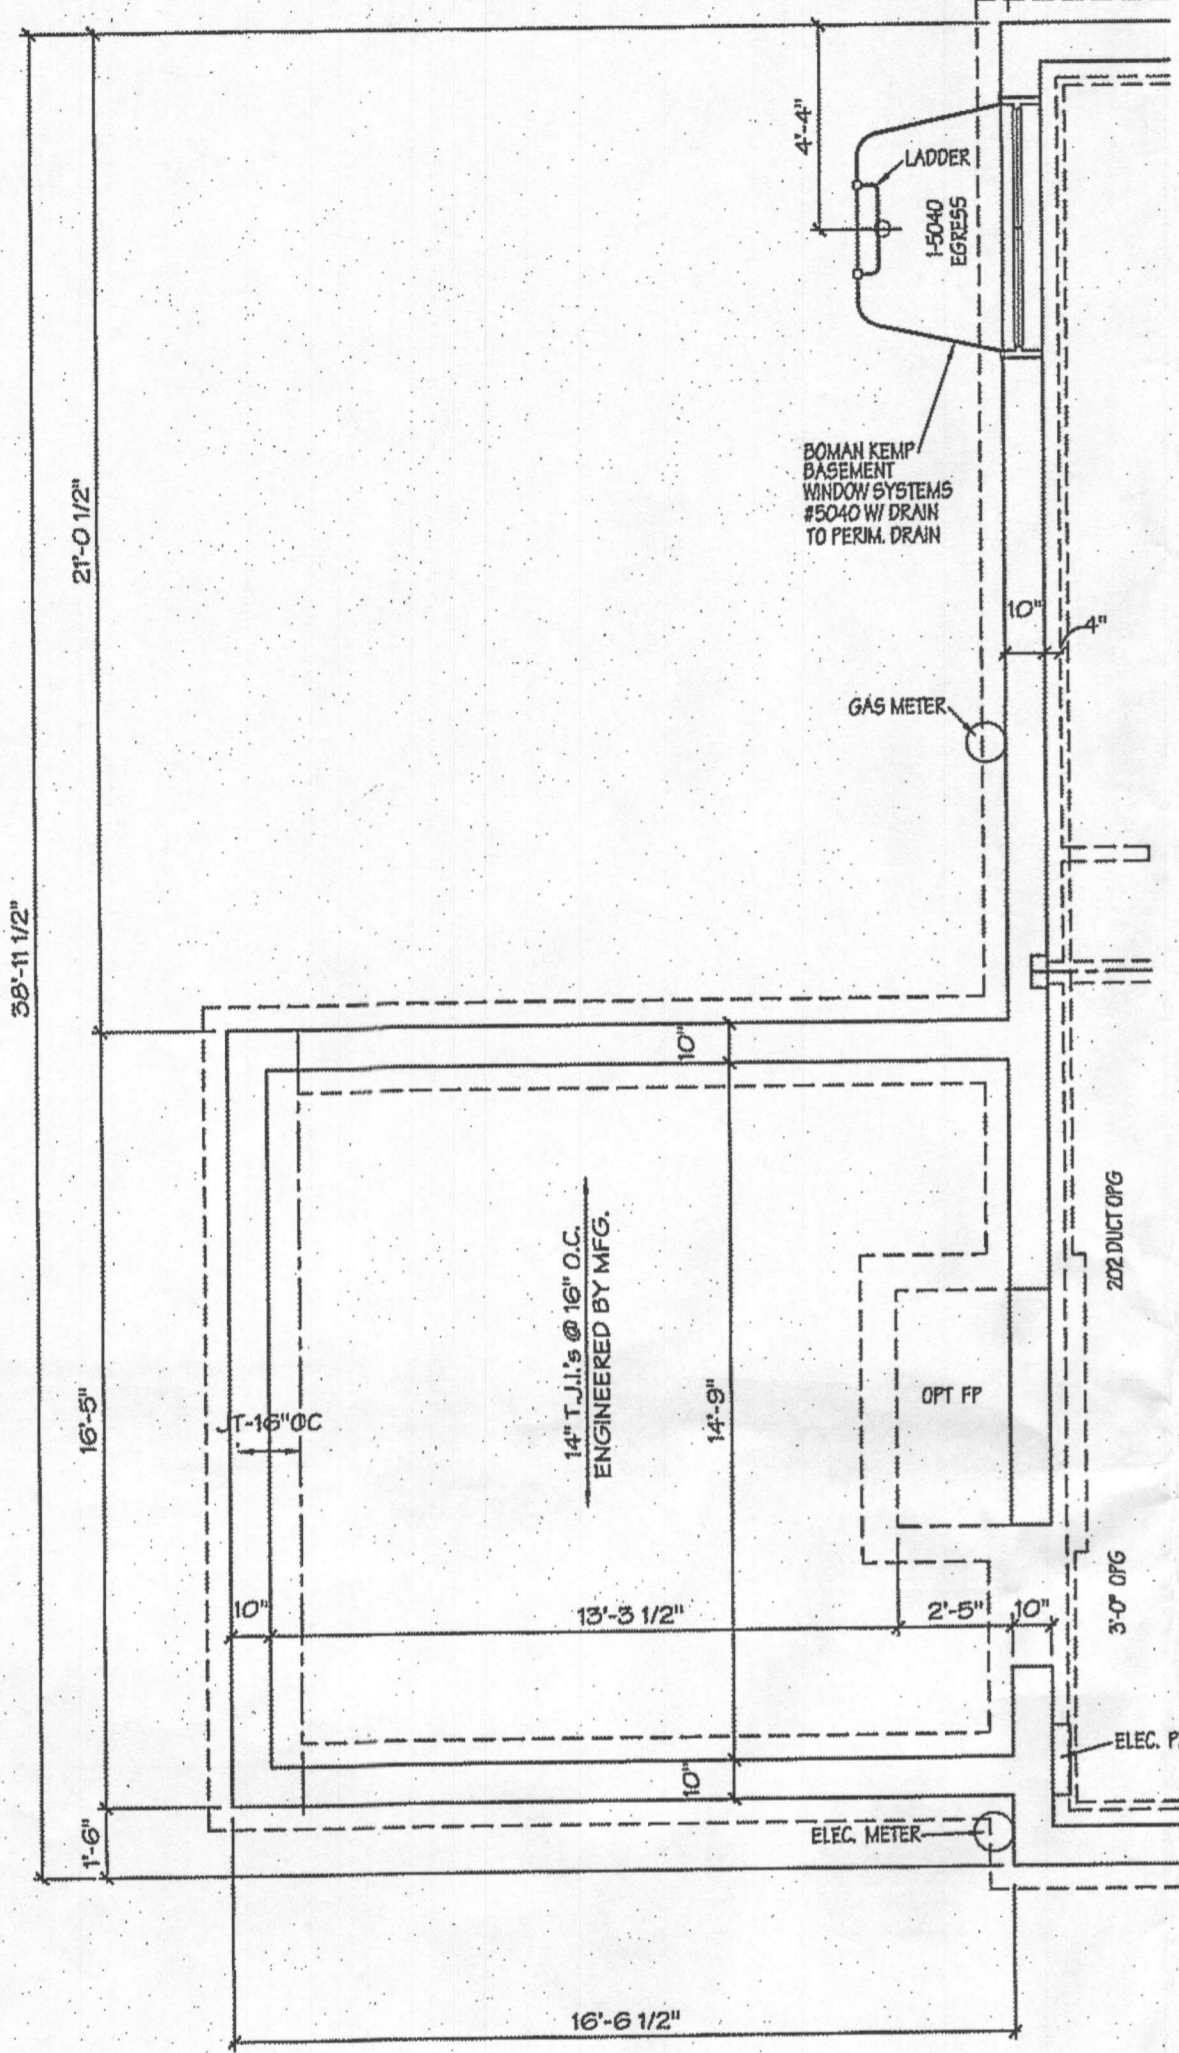 4'-4"
LADDER
1-5040
EGRESS
BOMAN KEMP
BASEMENT
WINDOW SYSTEMS
#5040 W/ DRAIN
TO PERIM. DRAIN
21'-0 1/2"
10"
4"
GAS METER
38'-11 1/2"
10"
202 DUCT OPG
14" T.J.I.'s @ 16" O.C.
ENGINEERED BY MFG.
OPT FP
16'-5"
JT-16"OC
14'-9"
3'-0" OPG
10"
13'-3 1/2"
2'-5"
10"
ELEC. P
10"
1'-6"
ELEC. METER
16'-6 1/2"